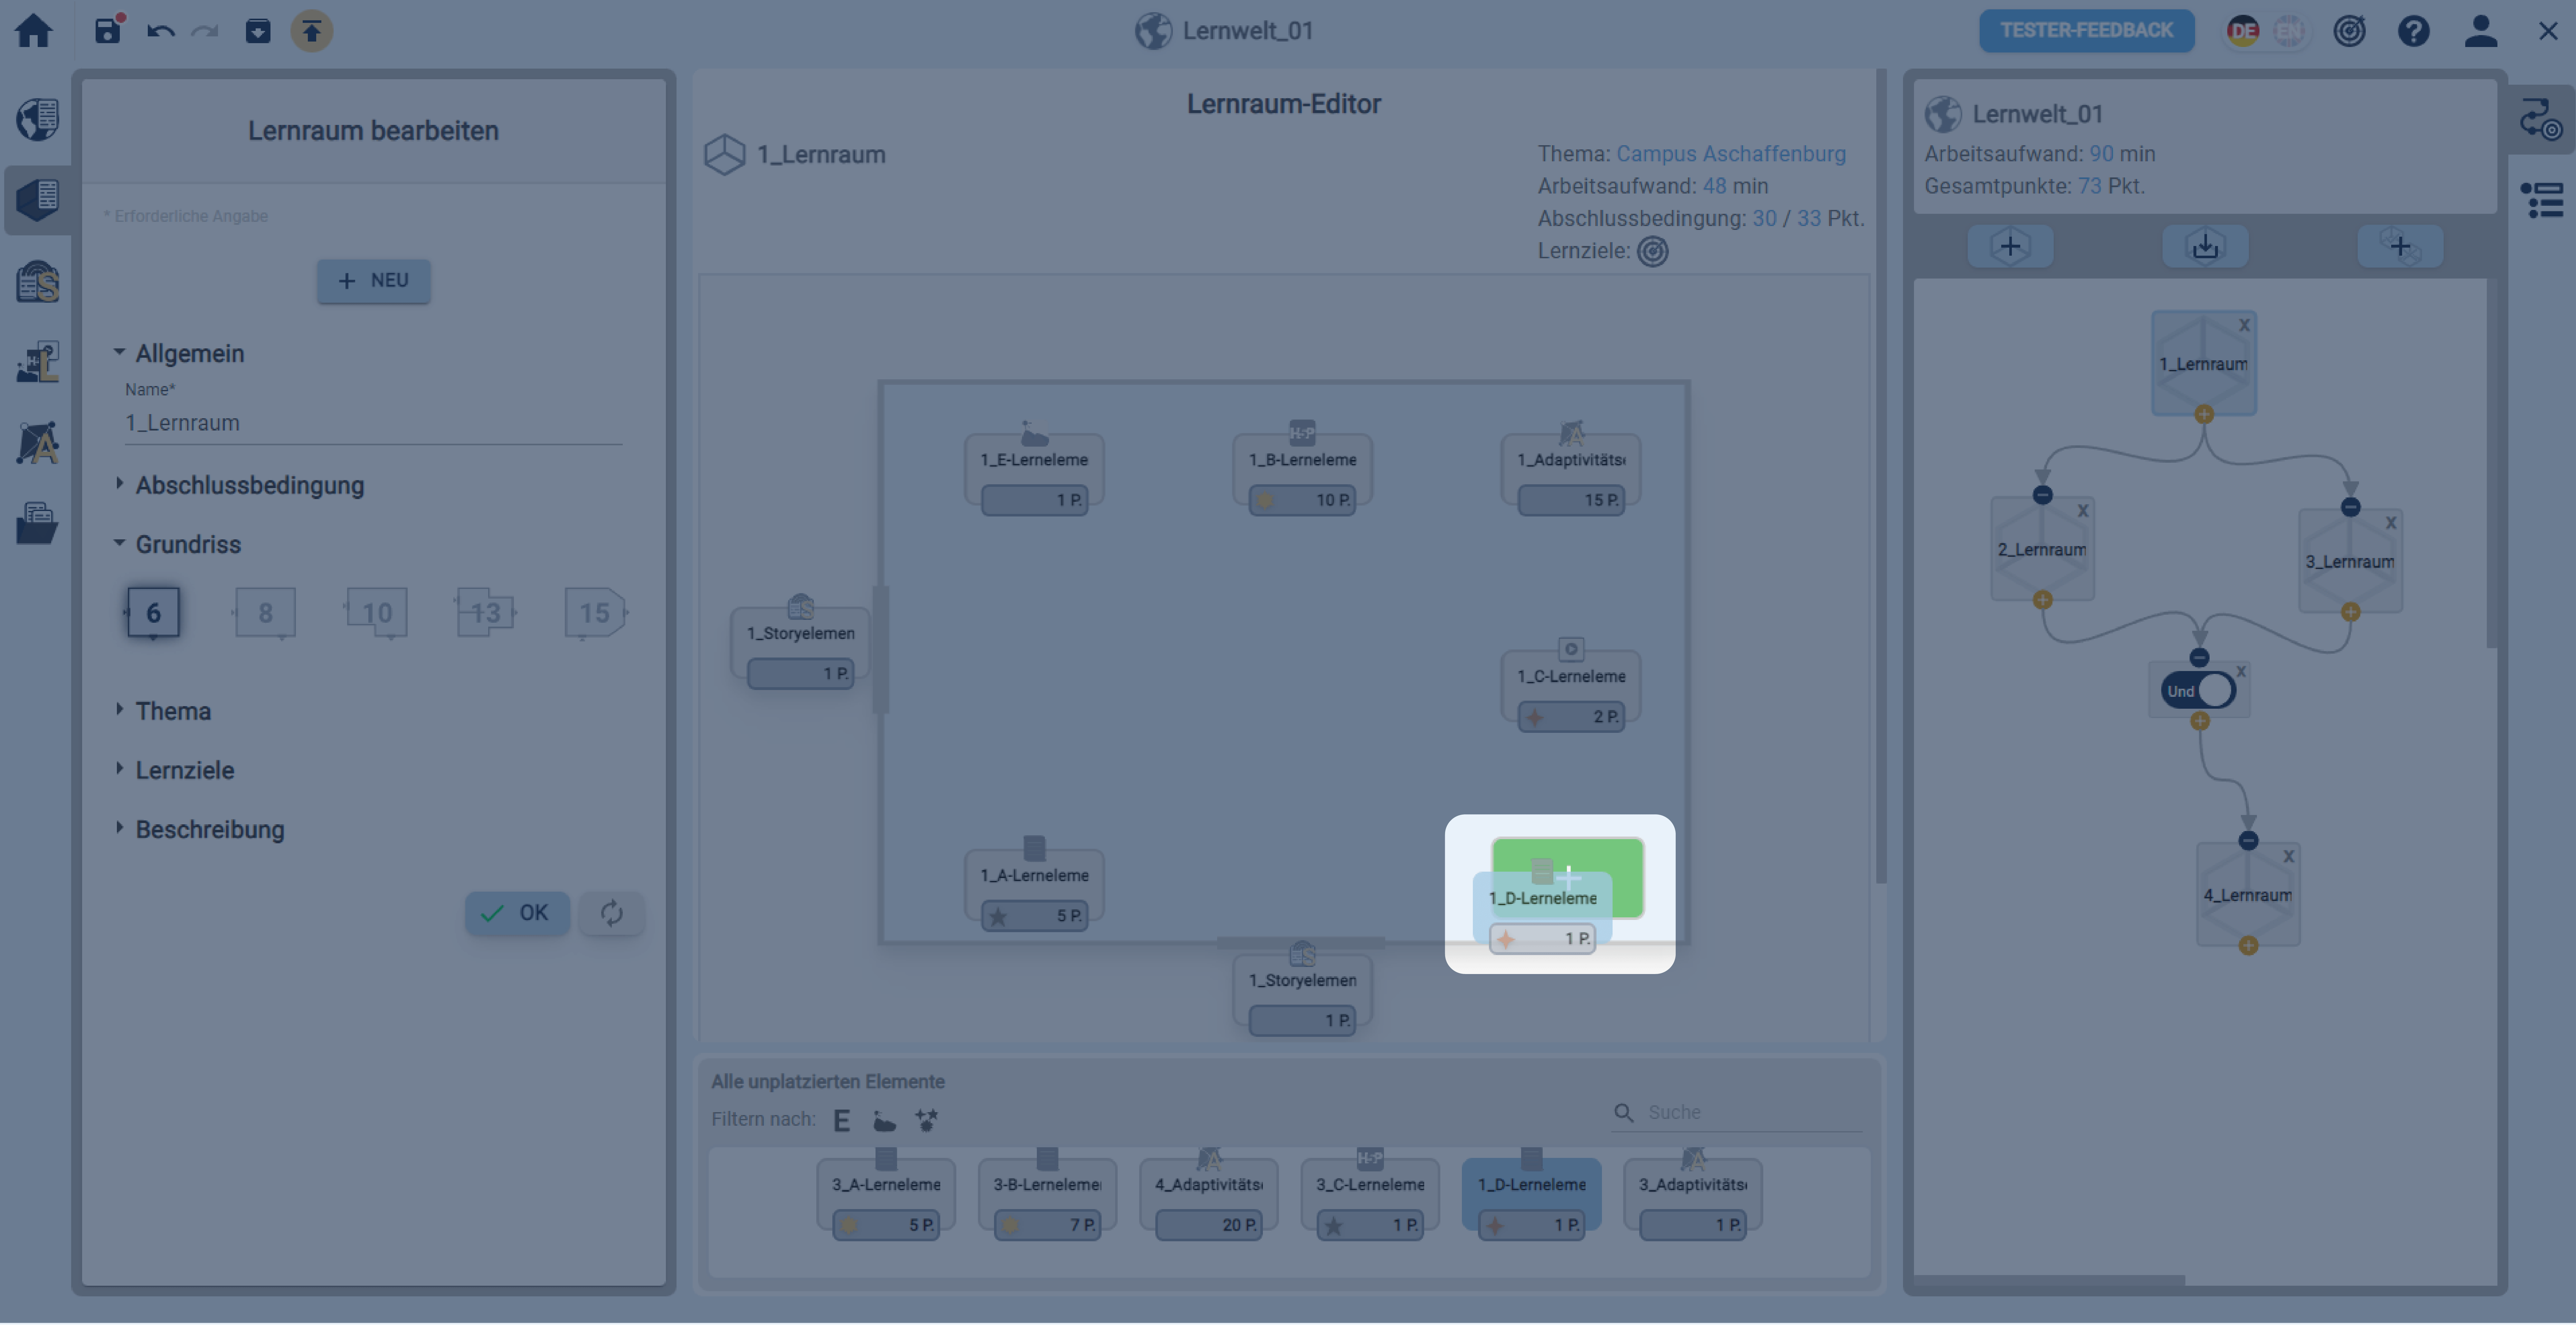 Lernwelt_01
TESTER-FEEDBACK
DE
EN
Lernraum bearbeiten
* Erforderliche Angabe
+ NEU
Allgemein
Name*
1_Lernraum
Abschlussbedingung
Grundriss
6
8
10
13
15
Thema
Lernziele
Beschreibung
OK
Lernraum-Editor
1_Lernraum
Thema: Campus Aschaffenburg
Arbeitsaufwand: 48 min
Abschlussbedingung: 30 / 33 Pkt.
Lernziele:
1_E-Lerneleme
1 P.
H-P
1_B-Lerneleme
10 P.
A
1_Adaptivitäts
15 P.
S
1_Storyelemen
1 P.
1_C-Lerneleme
2 P.
1_A-Lerneleme
5 P.
1_D-Lerneleme
1 P.
S
1_Storyelemen
1 P.
Alle unplatzierten Elemente
Filtern nach: E
Suche
3_A-Lerneleme
5 P.
3-B-Lerneleme
7 P.
A
4_Adaptivitäts
20 P.
H-P
3_C-Lerneleme
1 P.
1_D-Lerneleme
1 P.
A
3_Adaptivitäts
1 P.
Lernwelt_01
Arbeitsaufwand: 90 min
Gesamtpunkte: 73 Pkt.
X
1_Lernraum
X
2_Lernraum
X
3_Lernraum
X
Und
X
4_Lernraum